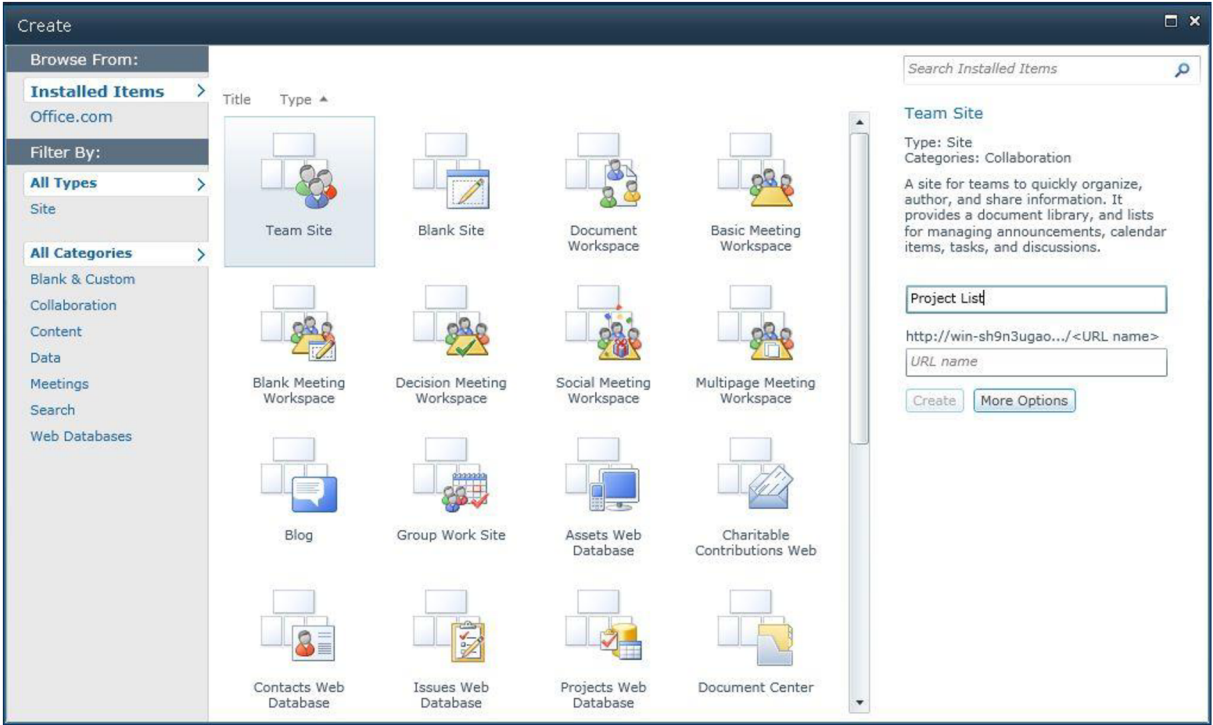 Create
Browse From:
Installed Items
Office.com
Filter By:
All Types
Site
All Categories
Blank & Custom
Collaboration
Content
Data
Meetings
Search
Web Databases
Title Type
Team Site
Blank Site
Document
Workspace
Basic Meeting
Workspace
Blank Meeting
Workspace
Decision Meeting
Workspace
Social Meeting
Workspace
Multipage Meeting
Workspace
Blog
Group Work Site
Assets Web
Database
Charitable
Contributions Web
Contacts Web
Database
Issues Web
Database
Projects Web
Database
Document Center
Search Installed Items
Team Site
Type: Site
Categories: Collaboration
A site for teams to quickly organize,
author, and share information. It
provides a document library, and lists
for managing announcements, calendar
items, tasks, and discussions.
Project List
http://win-sh9n3ugao.../<URL name>
URL name
Create More Options